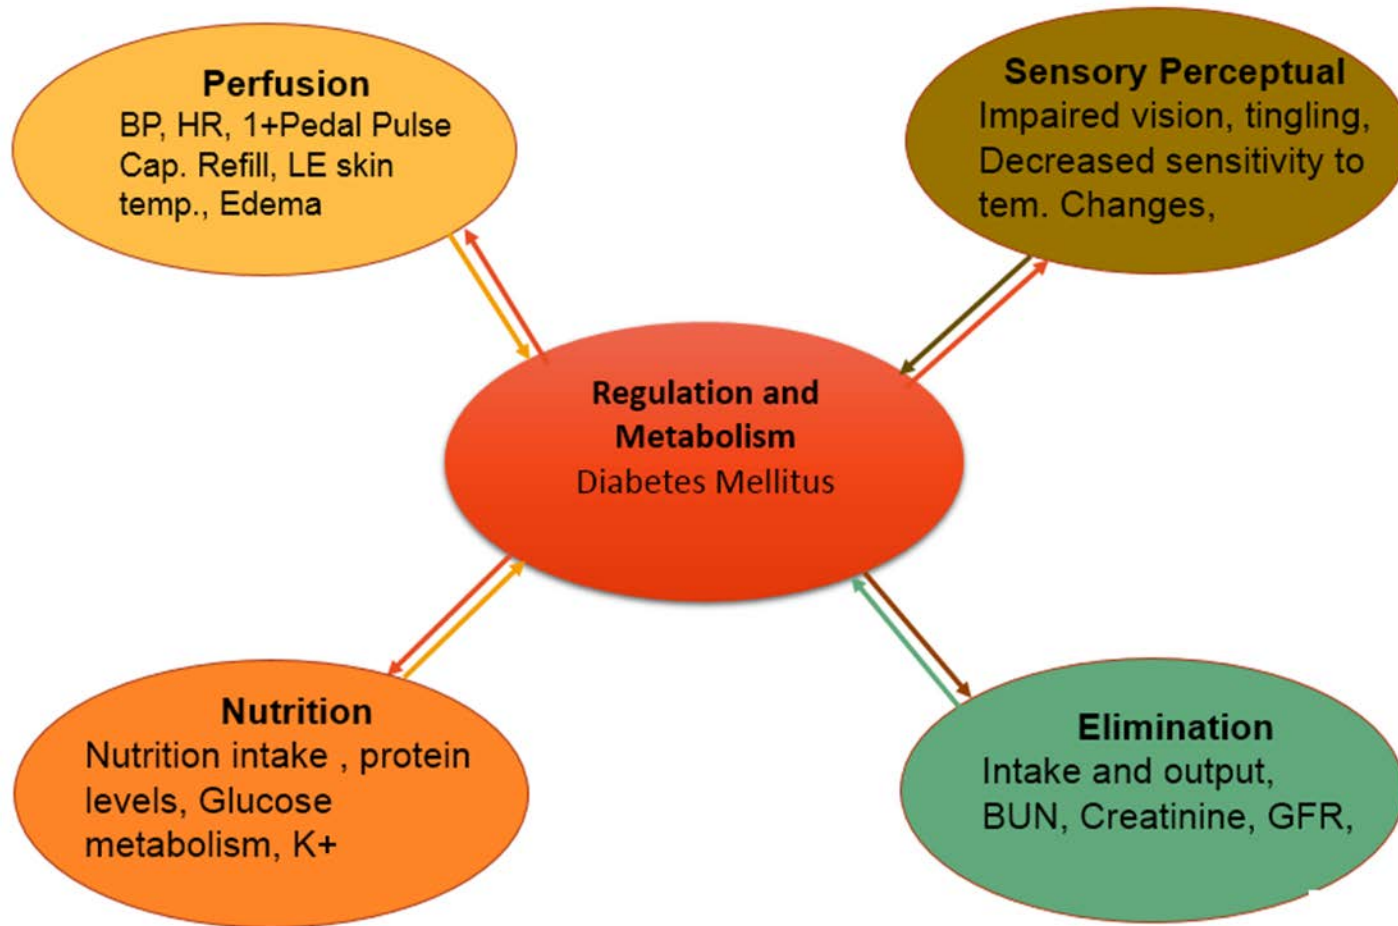 Perfusion
BP, HR, 1+Pedal Pulse
Cap. Refill, LE skin
temp., Edema
Sensory Perceptual
Impaired vision, tingling,
Decreased sensitivity to
tem. Changes,
Regulation and
Metabolism
Diabetes Mellitus
Nutrition
Nutrition intake , protein
levels, Glucose
metabolism, K+
Elimination
Intake and output,
BUN, Creatinine, GFR,